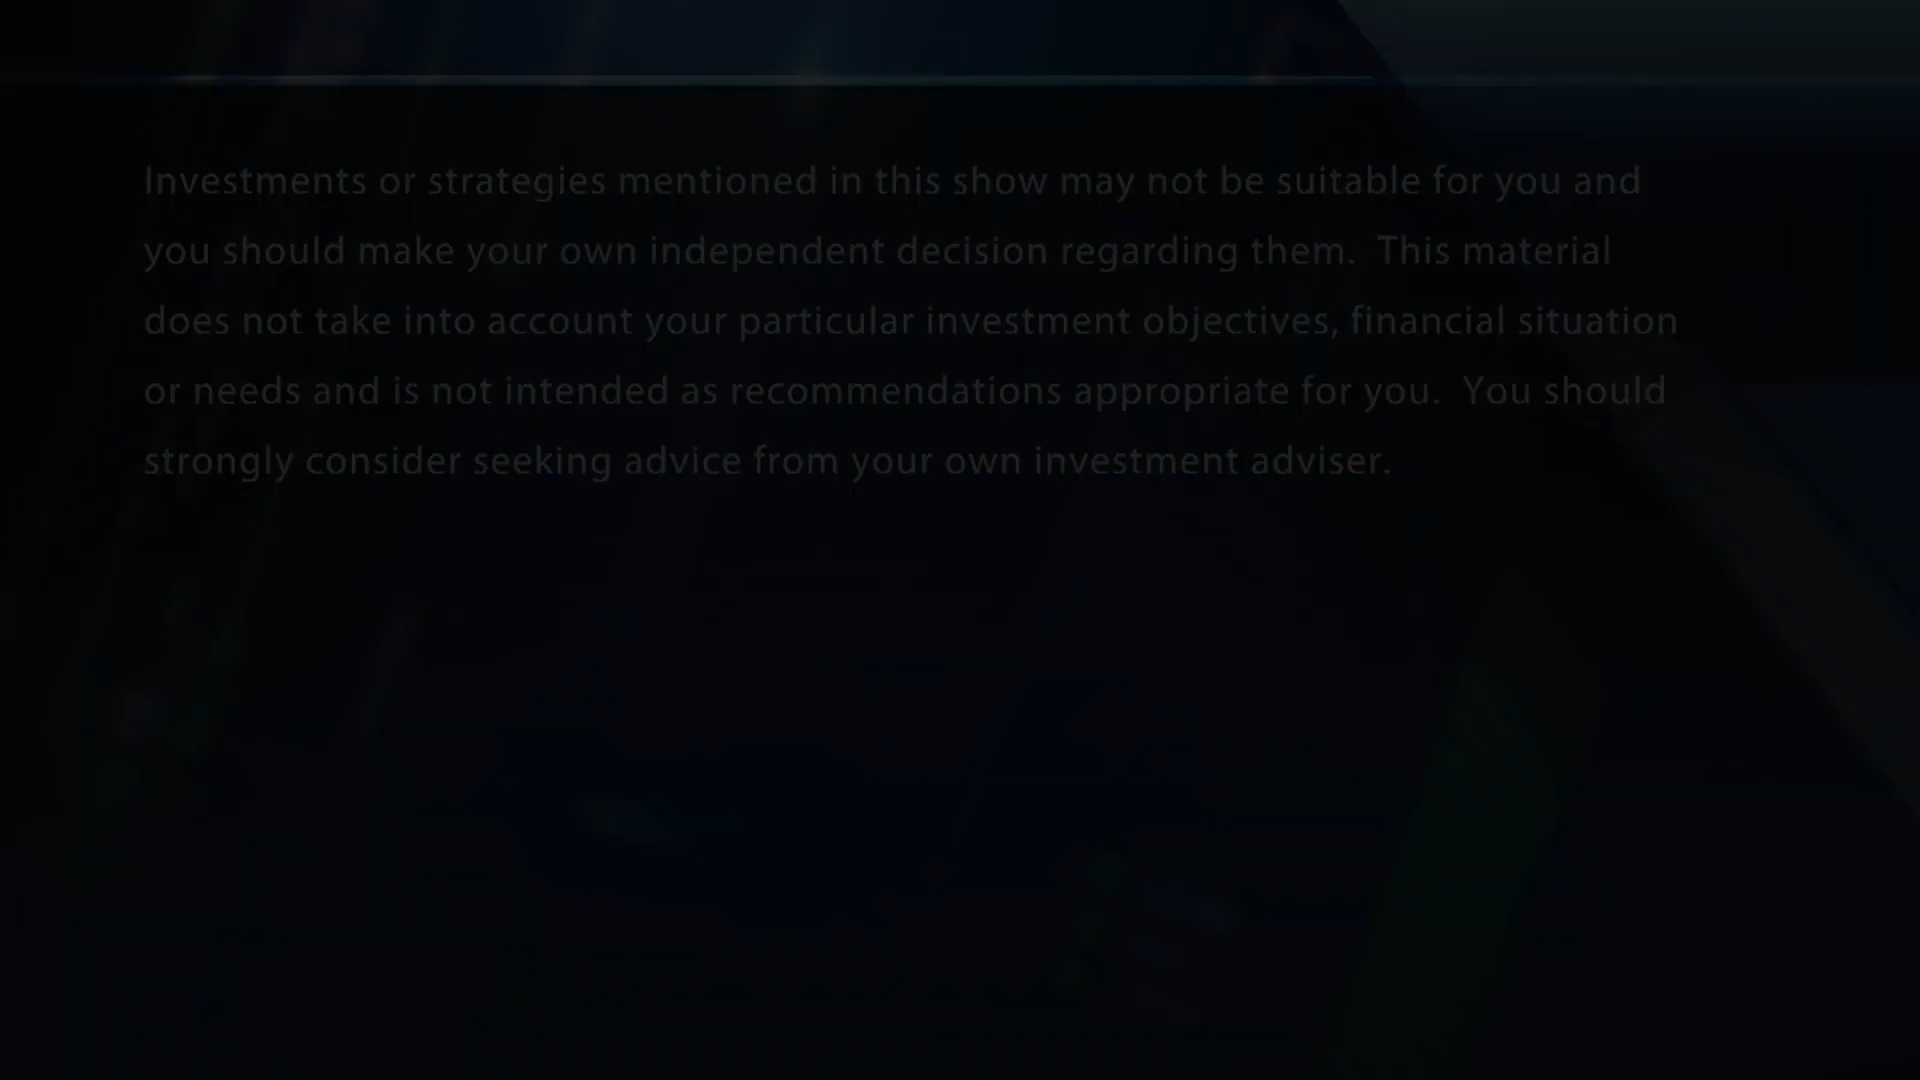 Investments or strategies mentioned in this show may not be suitable for you and
you should make your own independent decision regarding them.  This material
does not take into account your particular investment objectives, financial situation
or needs and is not intended as recommendations appropriate for you.  You should
strongly consider seeking advice from your own investment adviser.